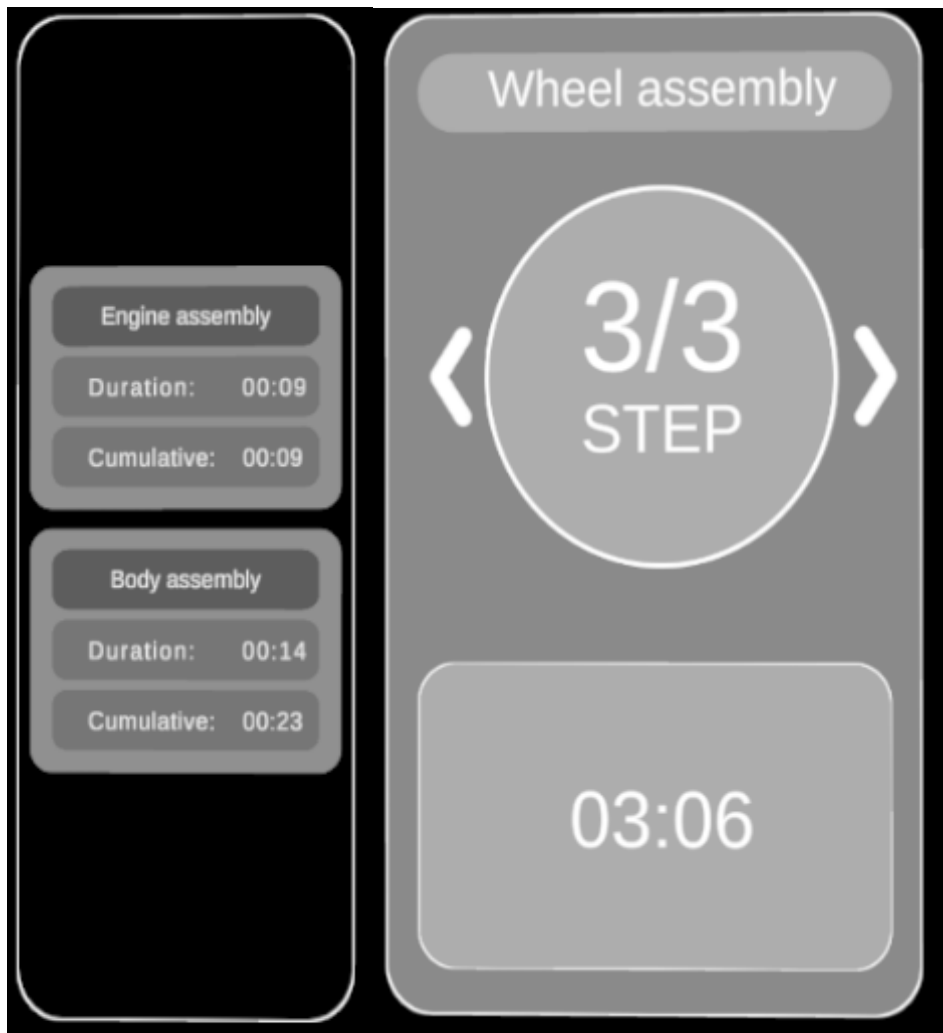 Engine assembly
Duration: 00:09
Cumulative: 00:09
Body assembly
Duration: 00:14
Cumulative: 00:23
Wheel assembly
3/3
STEP
03:06